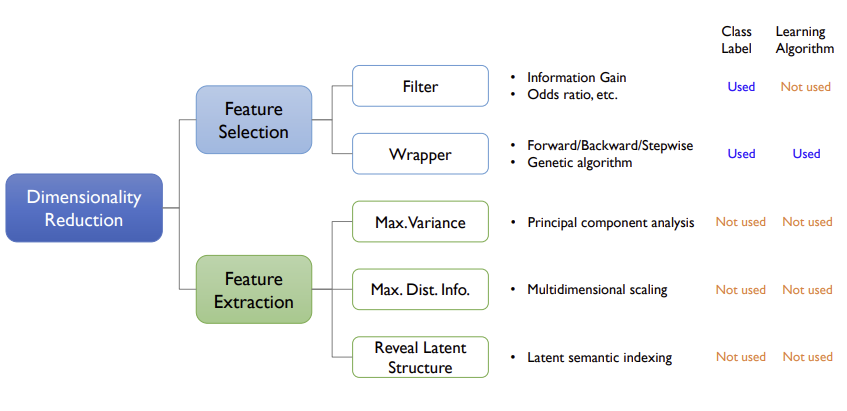 Class Label
Learning Algorithm
Dimensionality Reduction
Feature Selection
Filter
• Information Gain
• Odds ratio, etc.
Used
Not used
Wrapper
• Forward/Backward/Stepwise
• Genetic algorithm
Used
Used
Feature Extraction
Max. Variance
• Principal component analysis
Not used
Not used
Max. Dist. Info.
• Multidimensional scaling
Not used
Not used
Reveal Latent Structure
• Latent semantic indexing
Not used
Not used